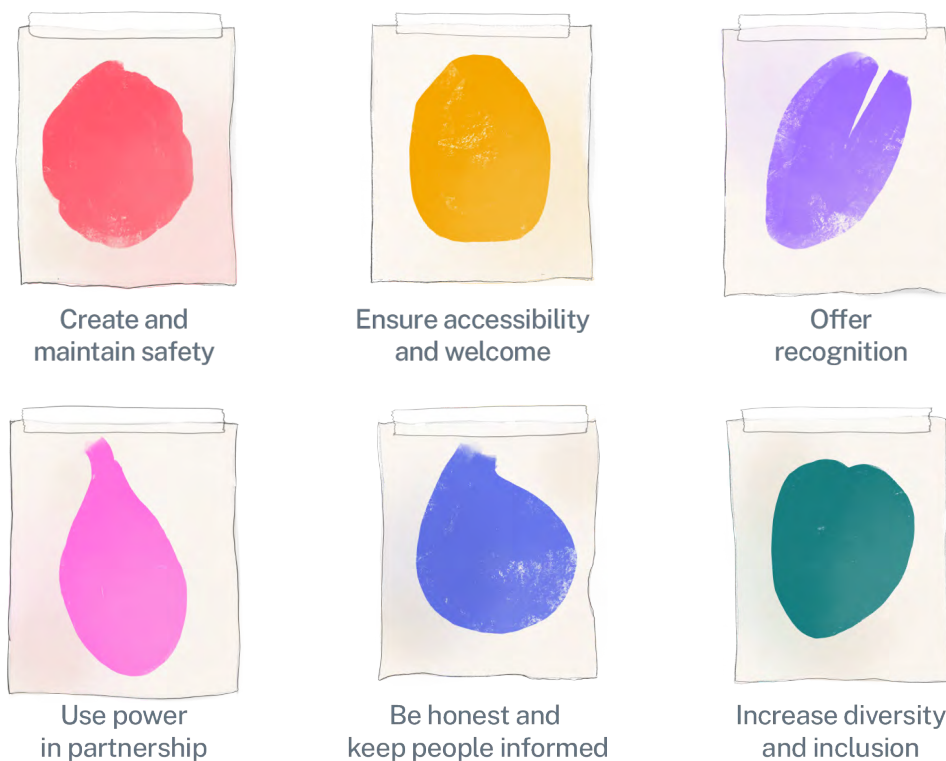 Create and
maintain safety
Ensure accessibility
and welcome
Offer
recognition
Use power
in partnership
Be honest and
keep people informed
Increase diversity
and inclusion